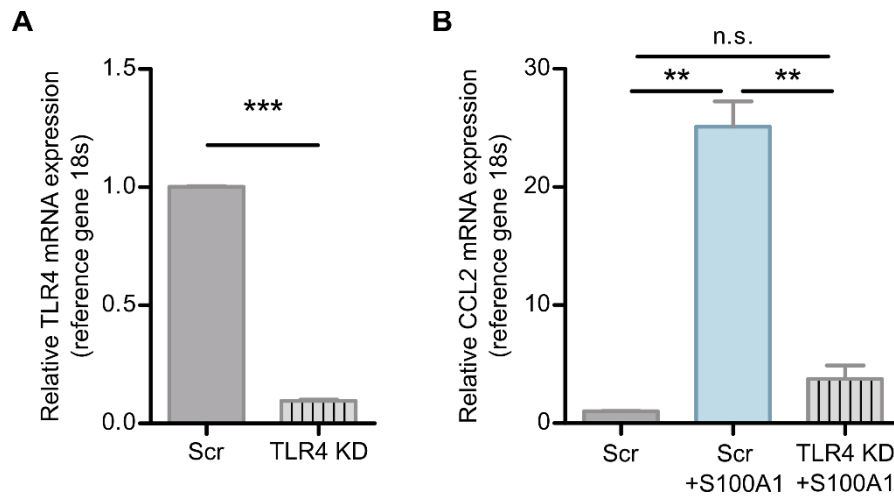 A
Relative TLR4 mRNA expression
(reference gene 18s)
1.5
1.0
0.5
0.0
***
Scr
TLR4 KD
B
Relative CCL2 mRNA expression
(reference gene 18s)
30
20
10
0
n.s.
**
**
Scr
Scr
+S100A1
TLR4 KD
+S100A1